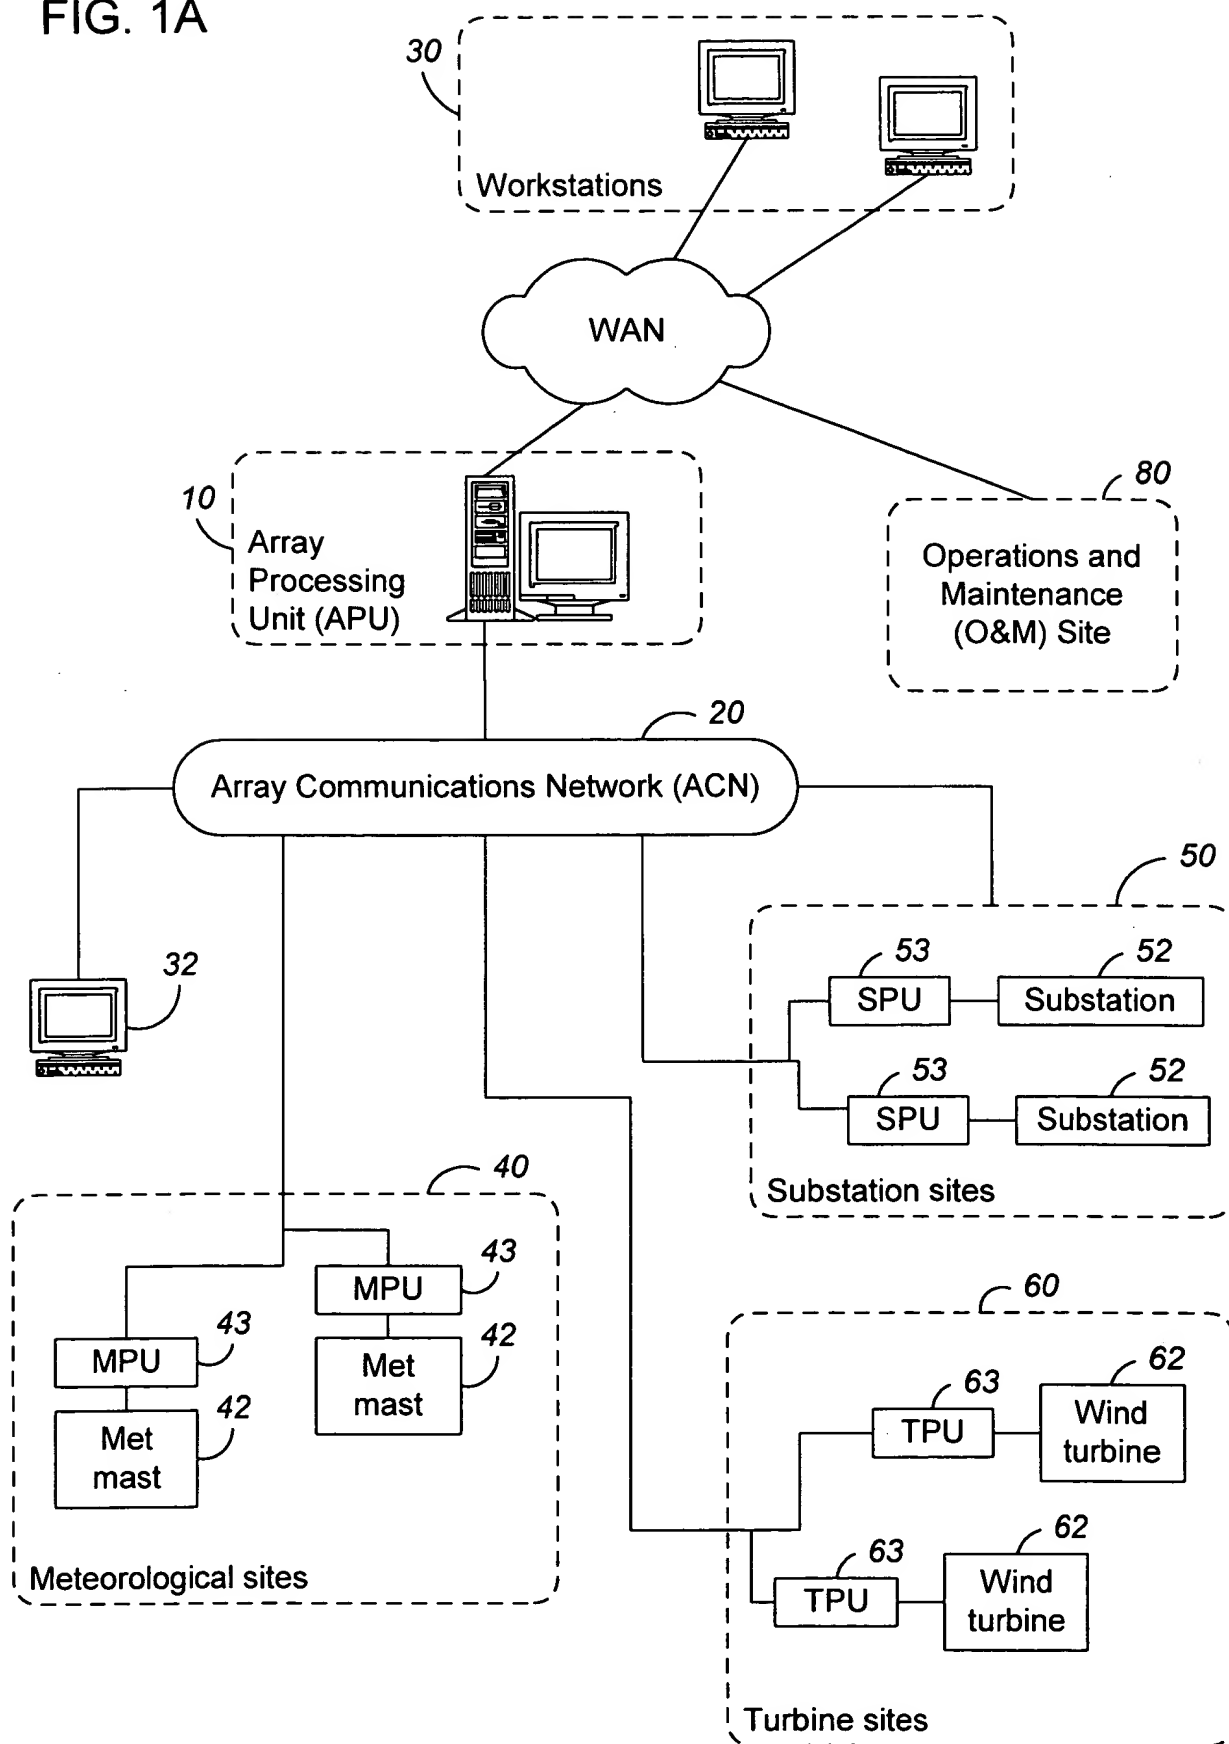 FIG. 1A
30
Workstations
WAN
10
Array
Processing
Unit (APU)
80
Operations and
Maintenance
(O&M) Site
20
Array Communications Network (ACN)
32
50
53
52
SPU
Substation
53
52
SPU
Substation
Substation sites
40
43
MPU
42
Met
mast
43
MPU
42
Met
mast
Meteorological sites
60
63
62
TPU
Wind
turbine
63
62
TPU
Wind
turbine
Turbine sites